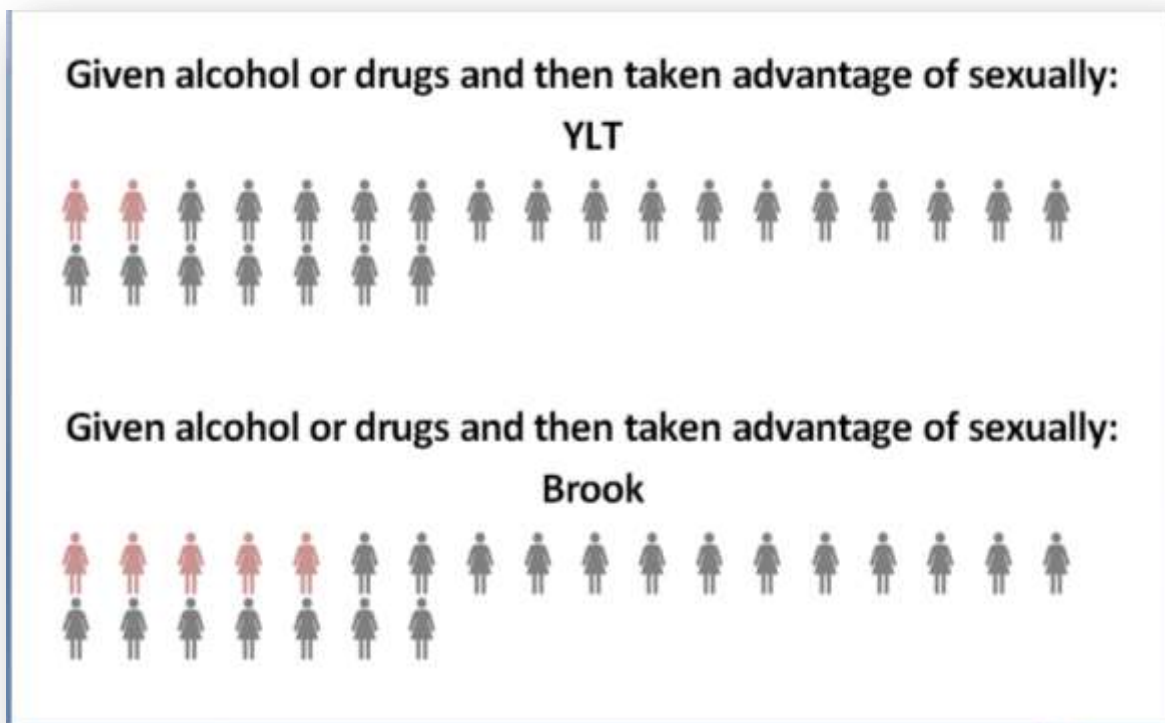 Given alcohol or drugs and then taken advantage of sexually:
YLT
Given alcohol or drugs and then taken advantage of sexually:
Brook